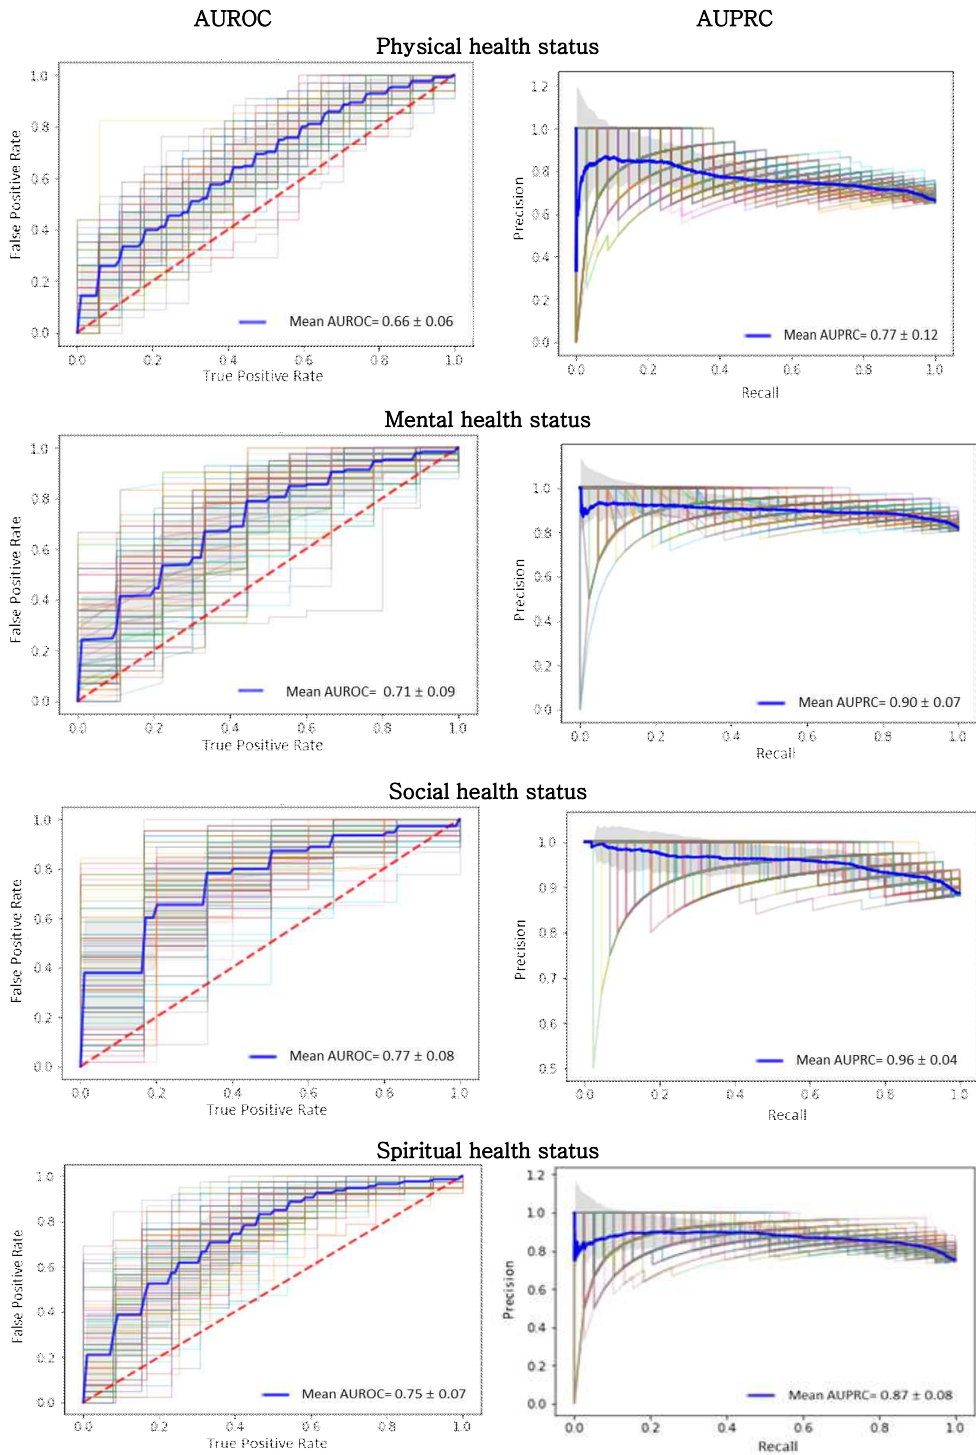 AUROC
AUPRC
Physical health status
1.0
0.8
0.6
0.4
0.2
0.0
False Positive Rate
0.0 0.2 0.4 0.6 0.8 1.0
True Positive Rate
Mean AUROC= 0.66 ± 0.06
1.2
1.0
0.8
0.6
0.4
0.2
0.0
Precision
0.0 0.2 0.4 0.6 0.8 1.0
Recall
Mean AUPRC= 0.77 ± 0.12
Mental health status
1.0
0.8
0.6
0.4
0.2
0.0
False Positive Rate
0.0 0.2 0.4 0.6 0.8 1.0
True Positive Rate
Mean AUROC= 0.71 ± 0.09
1.0
0.8
0.6
0.4
0.2
0.0
Precision
0.0 0.2 0.4 0.6 0.8 1.0
Recall
Mean AUPRC= 0.90 ± 0.07
Social health status
1.0
0.8
0.6
0.4
0.2
0.0
False Positive Rate
0.0 0.2 0.4 0.6 0.8 1.0
True Positive Rate
Mean AUROC= 0.77 ± 0.08
1.0
0.9
0.8
0.7
0.6
0.5
Precision
0.0 0.2 0.4 0.6 0.8 1.0
Recall
Mean AUPRC= 0.96 ± 0.04
Spiritual health status
1.0
0.8
0.6
0.4
0.2
0.0
False Positive Rate
0.0 0.2 0.4 0.6 0.8 1.0
True Positive Rate
Mean AUROC= 0.75 ± 0.07
1.2
1.0
0.8
0.6
0.4
0.2
0.0
Precision
0.0 0.2 0.4 0.6 0.8 1.0
Recall
Mean AUPRC= 0.87 ± 0.08